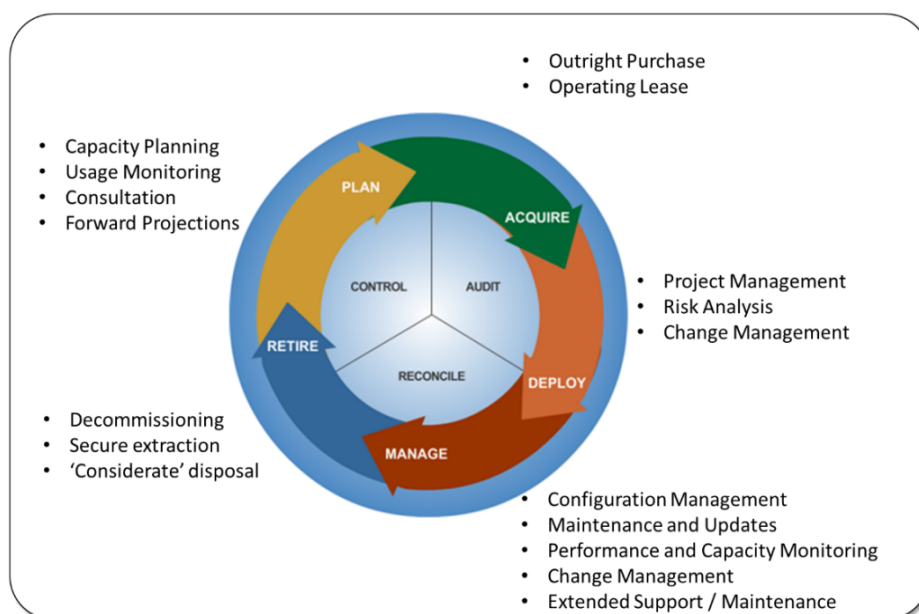 • Outright Purchase
• Operating Lease
• Capacity Planning
• Usage Monitoring
• Consultation
• Forward Projections
PLAN
ACQUIRE
CONTROL
AUDIT
• Project Management
• Risk Analysis
• Change Management
RETIRE
RECONCILE
DEPLOY
• Decommissioning
• Secure extraction
• ‘Considerate’ disposal
MANAGE
• Configuration Management
• Maintenance and Updates
• Performance and Capacity Monitoring
• Change Management
• Extended Support / Maintenance